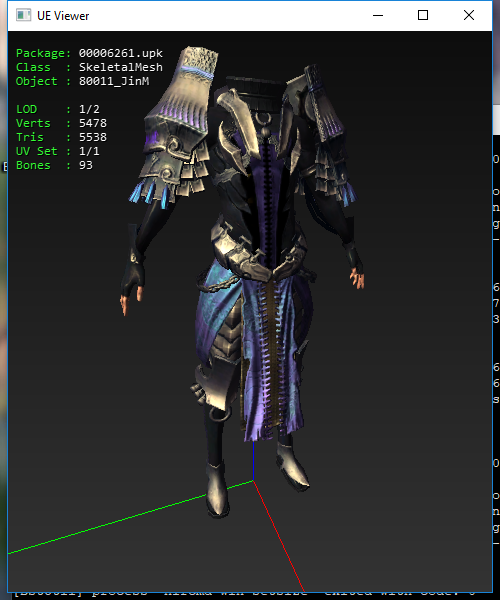 UE Viewer
Package: 00006261.upk
Class : SkeletalMesh
Object : 80011_JinM
LOD : 1/2
Verts : 5478
Tris : 5538
UV Set : 1/1
Bones : 93